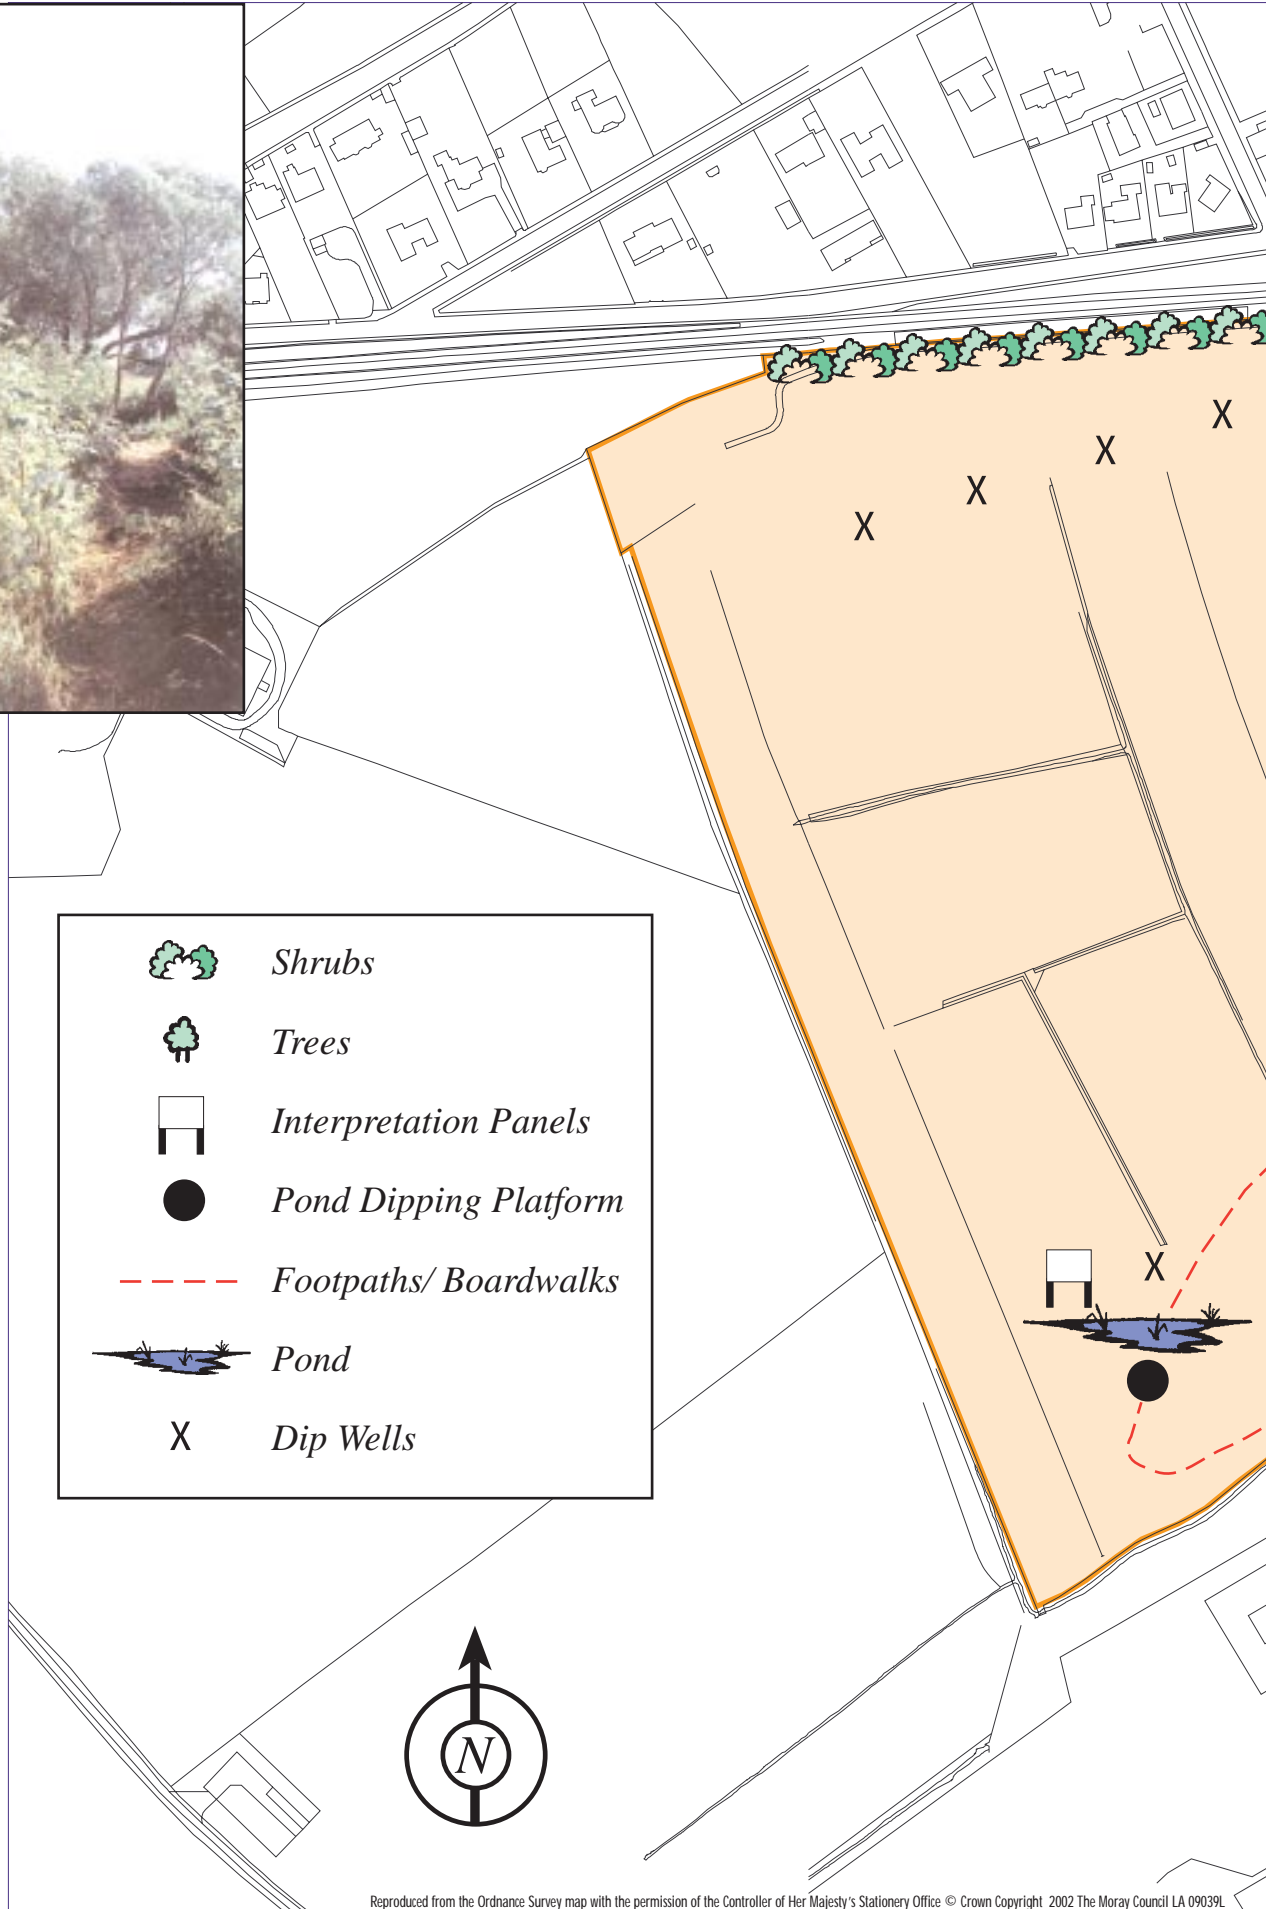 X
X
X
X
Shrubs
Trees
Interpretation Panels
Pond Dipping Platform
Footpaths/ Boardwalks
Pond
X Dip Wells
X
N
Reproduced from the Ordnance Survey map with the permission of the Controller of Her Majesty's Stationery Office © Crown Copyright 2002 The Moray Council LA 09039L